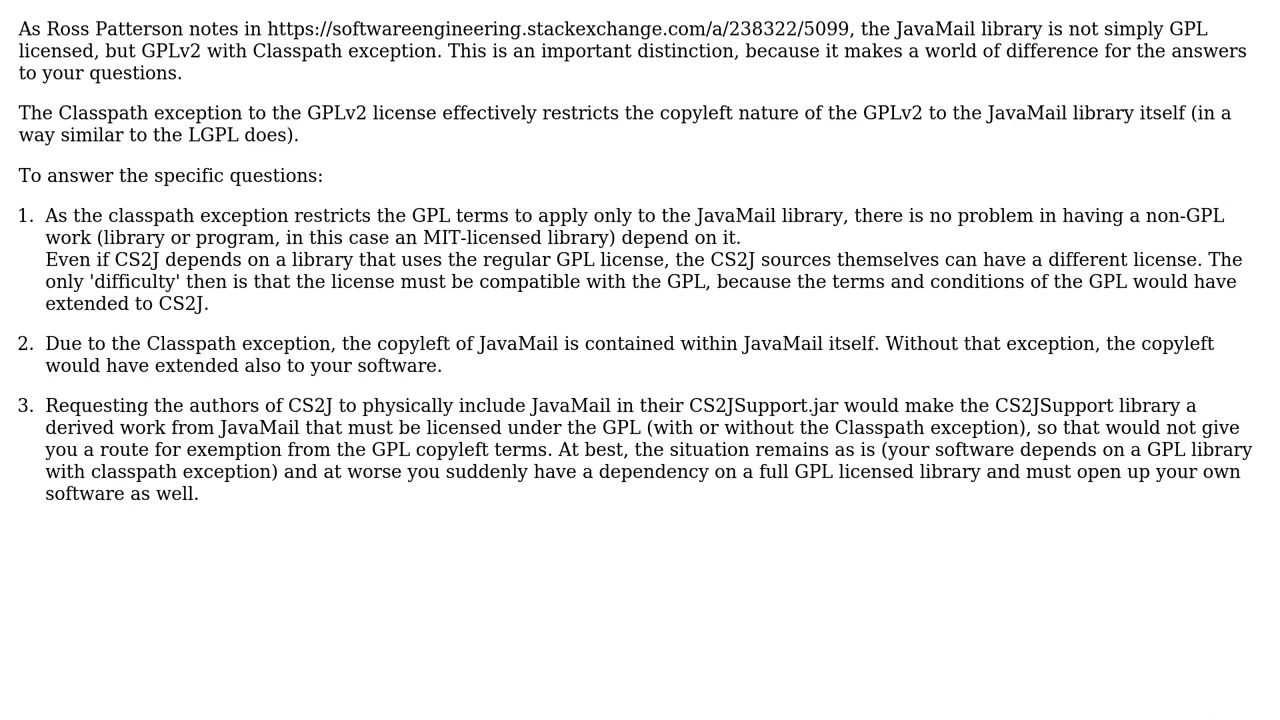 As Ross Patterson notes in https://softwareengineering.stackexchange.com/a/238322/5099, the JavaMail library is not simply GPL
licensed, but GPLv2 with Classpath exception. This is an important distinction, because it makes a world of difference for the answers
to your questions.
The Classpath exception to the GPLv2 license effectively restricts the copyleft nature of the GPLv2 to the JavaMail library itself (in a
way similar to the LGPL does).
To answer the specific questions:
1. As the classpath exception restricts the GPL terms to apply only to the JavaMail library, there is no problem in having a non-GPL
work (library or program, in this case an MIT-licensed library) depend on it.
Even if CS2J depends on a library that uses the regular GPL license, the CS2J sources themselves can have a different license. The
only 'difficulty' then is that the license must be compatible with the GPL, because the terms and conditions of the GPL would have
extended to CS2J.
2. Due to the Classpath exception, the copyleft of JavaMail is contained within JavaMail itself. Without that exception, the copyleft
would have extended also to your software.
3. Requesting the authors of CS2J to physically include JavaMail in their CS2JSupport.jar would make the CS2JSupport library a
derived work from JavaMail that must be licensed under the GPL (with or without the Classpath exception), so that would not give
you a route for exemption from the GPL copyleft terms. At best, the situation remains as is (your software depends on a GPL library
with classpath exception) and at worse you suddenly have a dependency on a full GPL licensed library and must open up your own
software as well.